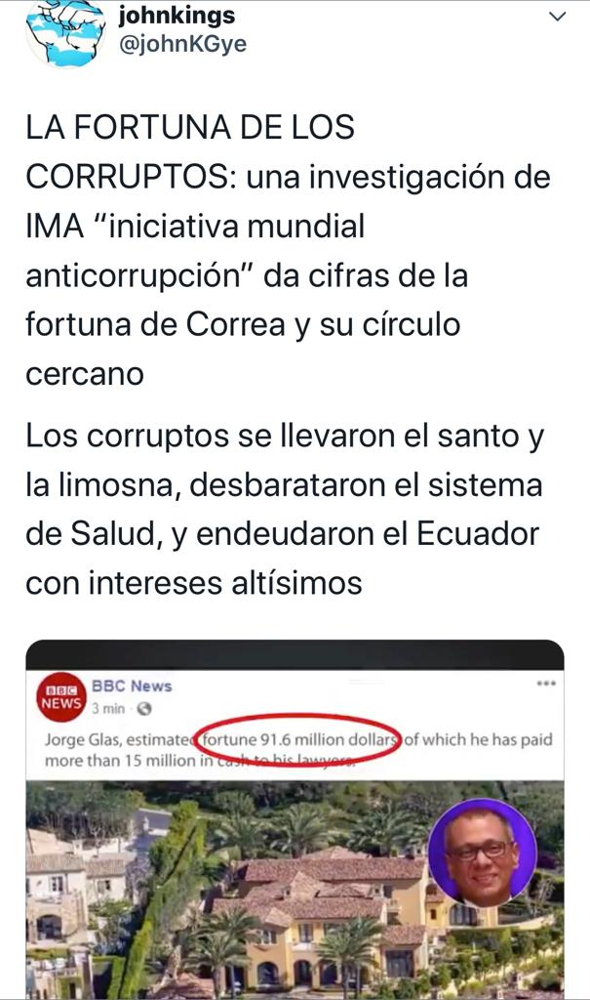 johnkings
@johnKGye
LA FORTUNA DE LOS
CORRUPTOS: una investigación de
IMA “iniciativa mundial
anticorrupción” da cifras de la
fortuna de Correa y su círculo
cercano
Los corruptos se llevaron el santo y
la limosna, desbarataron el sistema
de Salud, y endeudaron el Ecuador
con intereses altísimos
BBC
NEWS
BBC News
3 min
Jorge Glas, estimated fortune 91.6 million dollars of which he has paid
more than 15 million in cash to his lawyers.